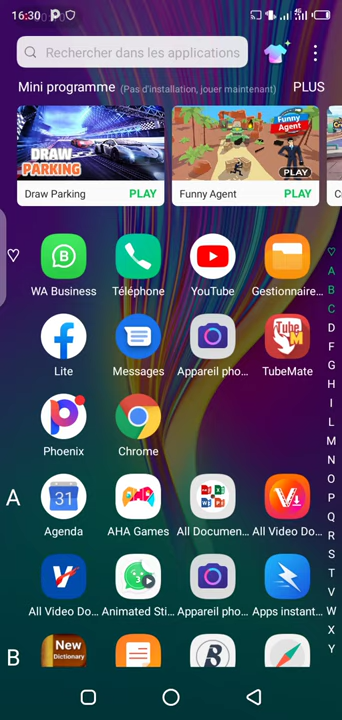 16:30
Rechercher dans les applications
Mini programme (Pas d'installation, jouer maintenant) PLUS
DRAW PARKING
Funny Agent
PLAY
Draw Parking PLAY
Funny Agent PLAY
WA Business Téléphone YouTube Gestionnaire...
Lite Messages Appareil pho... TubeMate
Phoenix Chrome
A
31
Agenda AHA Games All Documen... All Video Do...
All Video Do... Animated Sti... Appareil pho... Apps instant...
B
New Dictionary
A
B
C
D
F
G
H
I
L
M
N
O
P
Q
R
S
T
V
W
X
Y